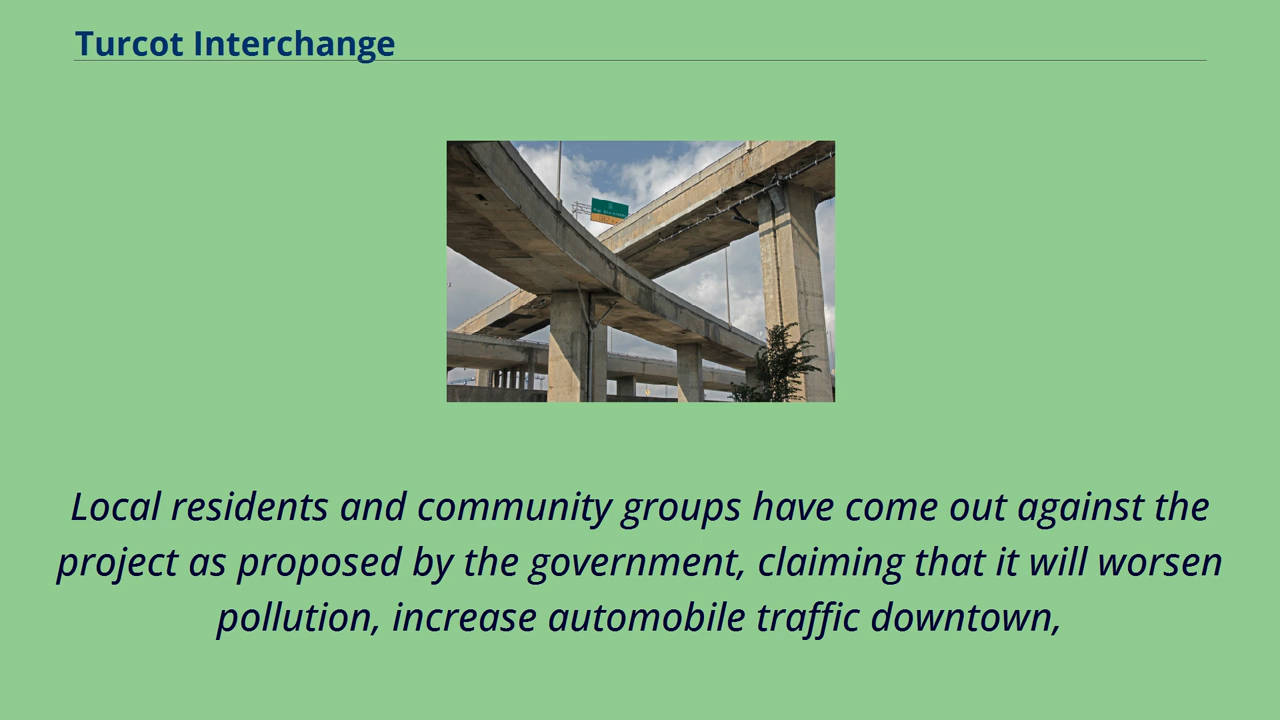 Turcot Interchange
Local residents and community groups have come out against the
project as proposed by the government, claiming that it will worsen
pollution, increase automobile traffic downtown,